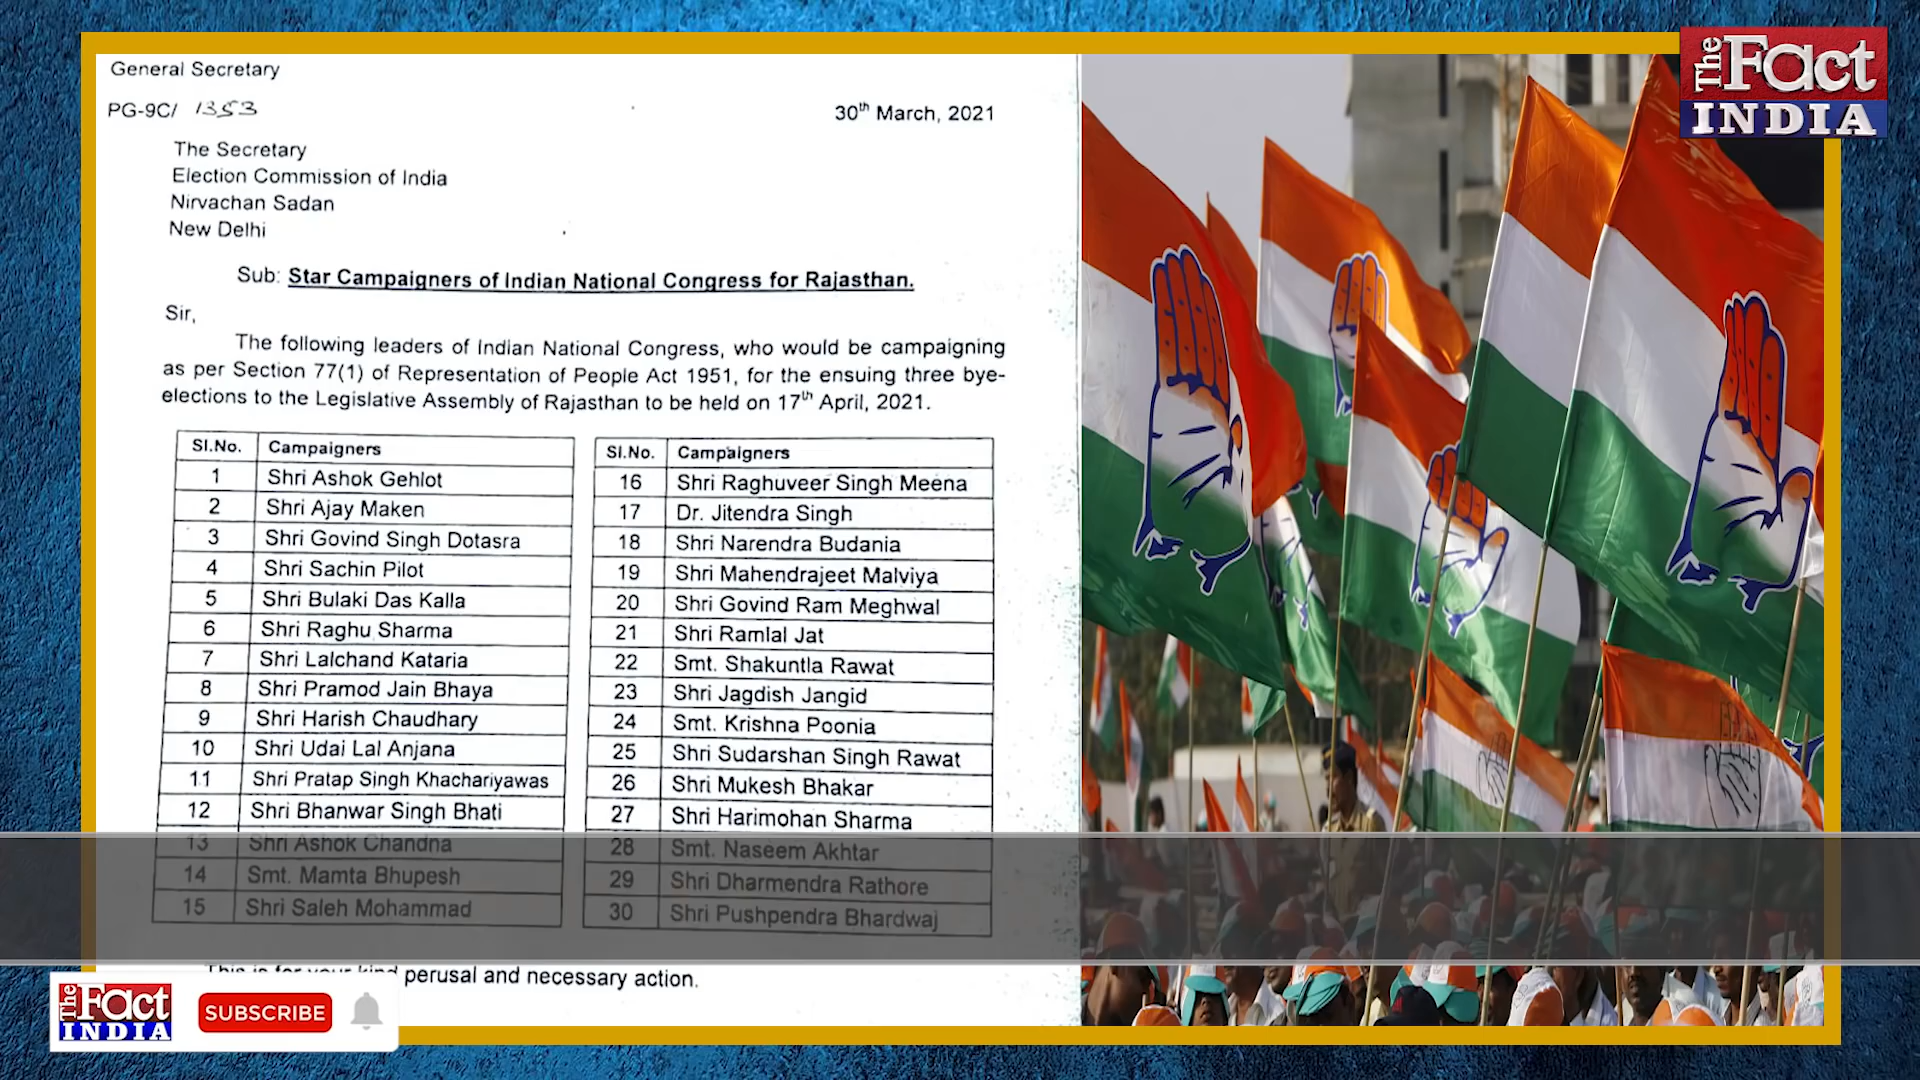 General Secretary
PG-9C/ 1353
30th March, 2021
The Secretary
Election Commission of India
Nirvachan Sadan
New Delhi
Sub: Star Campaigners of Indian National Congress for Rajasthan.
Sir,
The following leaders of Indian National Congress, who would be campaigning
as per Section 77(1) of Representation of People Act 1951, for the ensuing three bye-
elections to the Legislative Assembly of Rajasthan to be held on 17th April, 2021.
Sl.No. Campaigners
1 Shri Ashok Gehlot
2 Shri Ajay Maken
3 Shri Govind Singh Dotasra
4 Shri Sachin Pilot
5 Shri Bulaki Das Kalla
6 Shri Raghu Sharma
7 Shri Lalchand Kataria
8 Shri Pramod Jain Bhaya
9 Shri Harish Chaudhary
10 Shri Udai Lal Anjana
11 Shri Pratap Singh Khachariyawas
12 Shri Bhanwar Singh Bhati
13 Shri Ashok Chandna
14 Smt. Mamta Bhupesh
15 Shri Saleh Mohammad
Sl.No. Campaigners
16 Shri Raghuveer Singh Meena
17 Dr. Jitendra Singh
18 Shri Narendra Budania
19 Shri Mahendrajeet Malviya
20 Shri Govind Ram Meghwal
21 Shri Ramlal Jat
22 Smt. Shakuntla Rawat
23 Shri Jagdish Jangid
24 Smt. Krishna Poonia
25 Shri Sudarshan Singh Rawat
26 Shri Mukesh Bhakar
27 Shri Harimohan Sharma
28 Smt. Naseem Akhtar
29 Shri Dharmendra Rathore
30 Shri Pushpendra Bhardwaj
This is for your kind perusal and necessary action.
The Fact
INDIA
The Fact
INDIA
SUBSCRIBE